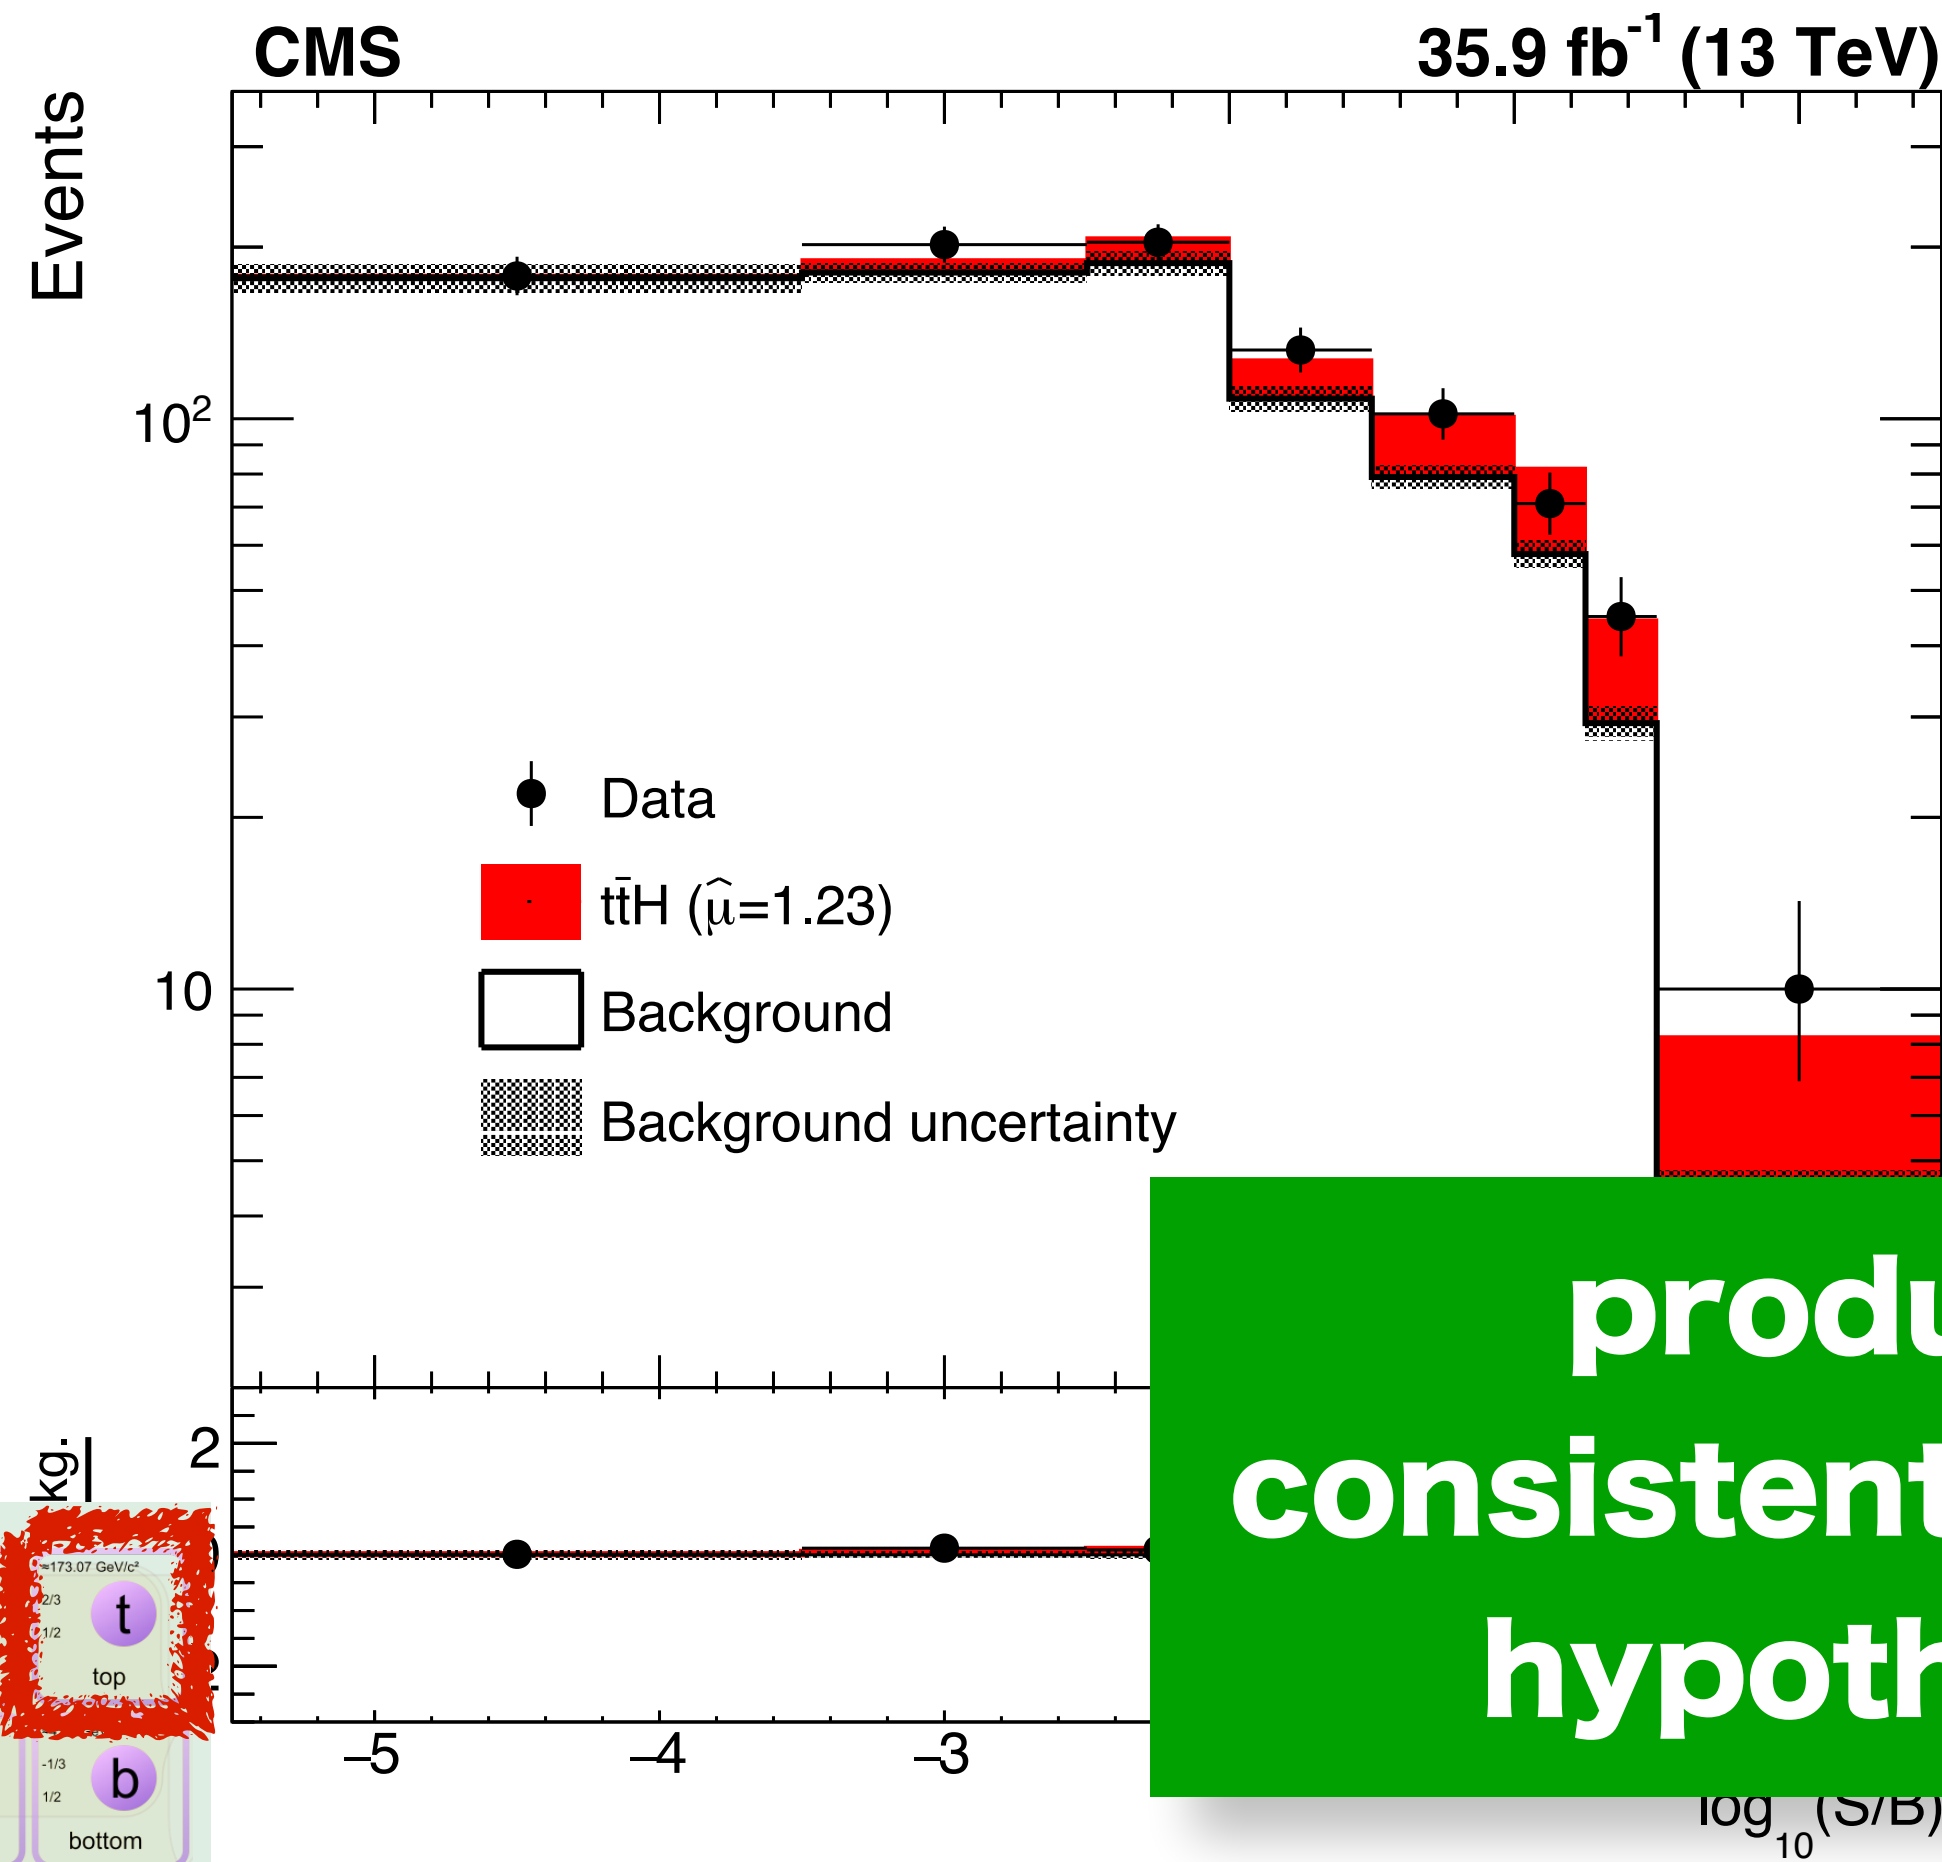 CMS 35.9 fb⁻¹ (13 TeV)
Events
10²
10
Data
tt̄H (μ̂=1.23)
Background
Background uncertainty
produ
consistent
hypoth
kg.
2
≈173.07 GeV/c²
2/3
t
1/2
top
-1/3
b
1/2
bottom
–5 –4 –3
log₁₀(S/B)